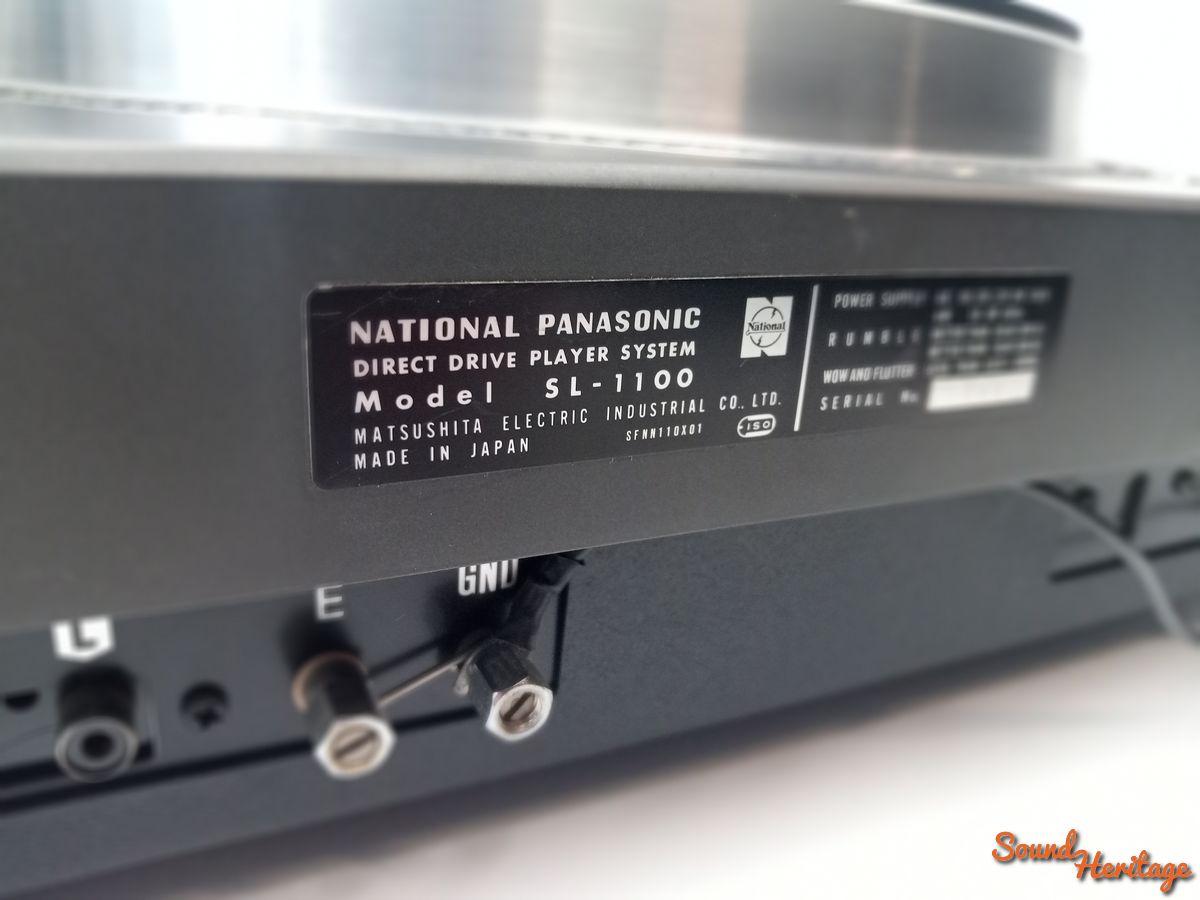 NATIONAL PANASONIC
DIRECT DRIVE PLAYER SYSTEM
Model SL-1100
MATSUSHITA ELECTRIC INDUSTRIAL CO., LTD.
MADE IN JAPAN SFNN110X01
ISO
National
POWER SUPPLY
RUMBLE
WOW AND FLUTTER
SERIAL No.
E
GND
Sound
Heritage